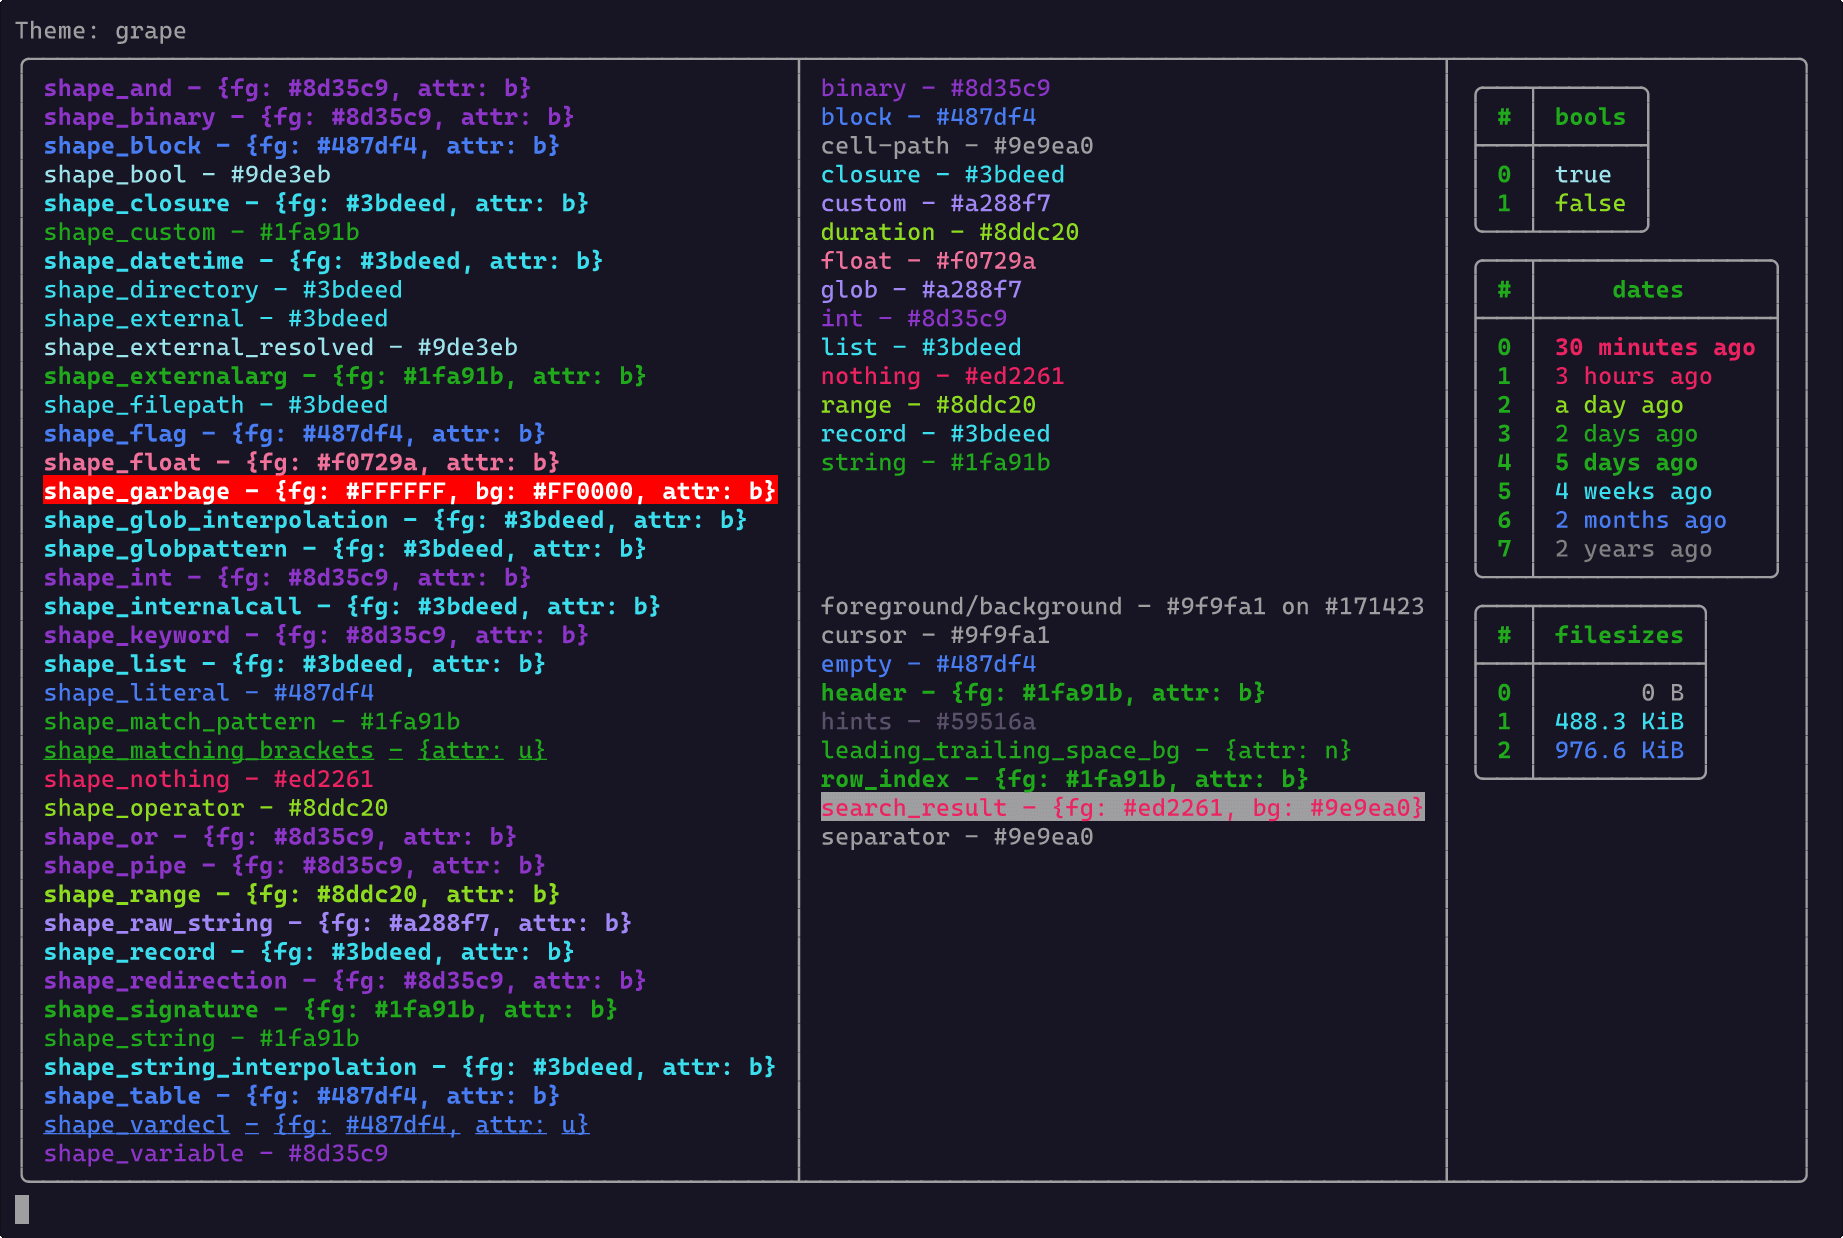 Theme: grape
shape_and - {fg: #8d35c9, attr: b}
shape_binary - {fg: #8d35c9, attr: b}
shape_block - {fg: #487df4, attr: b}
shape_bool - #9de3eb
shape_closure - {fg: #3bdeed, attr: b}
shape_custom - #1fa91b
shape_datetime - {fg: #3bdeed, attr: b}
shape_directory - #3bdeed
shape_external - #3bdeed
shape_external_resolved - #9de3eb
shape_externalarg - {fg: #1fa91b, attr: b}
shape_filepath - #3bdeed
shape_flag - {fg: #487df4, attr: b}
shape_float - {fg: #f0729a, attr: b}
shape_garbage - {fg: #FFFFFF, bg: #FF0000, attr: b}
shape_glob_interpolation - {fg: #3bdeed, attr: b}
shape_globpattern - {fg: #3bdeed, attr: b}
shape_int - {fg: #8d35c9, attr: b}
shape_internalcall - {fg: #3bdeed, attr: b}
shape_keyword - {fg: #8d35c9, attr: b}
shape_list - {fg: #3bdeed, attr: b}
shape_literal - #487df4
shape_match_pattern - #1fa91b
shape_matching_brackets - {attr: u}
shape_nothing - #ed2261
shape_operator - #8ddc20
shape_or - {fg: #8d35c9, attr: b}
shape_pipe - {fg: #8d35c9, attr: b}
shape_range - {fg: #8ddc20, attr: b}
shape_raw_string - {fg: #a288f7, attr: b}
shape_record - {fg: #3bdeed, attr: b}
shape_redirection - {fg: #8d35c9, attr: b}
shape_signature - {fg: #1fa91b, attr: b}
shape_string - #1fa91b
shape_string_interpolation - {fg: #3bdeed, attr: b}
shape_table - {fg: #487df4, attr: b}
shape_vardecl - {fg: #487df4, attr: u}
shape_variable - #8d35c9
binary - #8d35c9
block - #487df4
cell-path - #9e9ea0
closure - #3bdeed
custom - #a288f7
duration - #8ddc20
float - #f0729a
glob - #a288f7
int - #8d35c9
list - #3bdeed
nothing - #ed2261
range - #8ddc20
record - #3bdeed
string - #1fa91b
foreground/background - #9f9fa1 on #171423
cursor - #9f9fa1
empty - #487df4
header - {fg: #1fa91b, attr: b}
hints - #59516a
leading_trailing_space_bg - {attr: n}
row_index - {fg: #1fa91b, attr: b}
search_result - {fg: #ed2261, bg: #9e9ea0}
separator - #9e9ea0
# bools
0 true
1 false
# dates
0 30 minutes ago
1 3 hours ago
2 a day ago
3 2 days ago
4 5 days ago
5 4 weeks ago
6 2 months ago
7 2 years ago
# filesizes
0 0 B
1 488.3 KiB
2 976.6 KiB